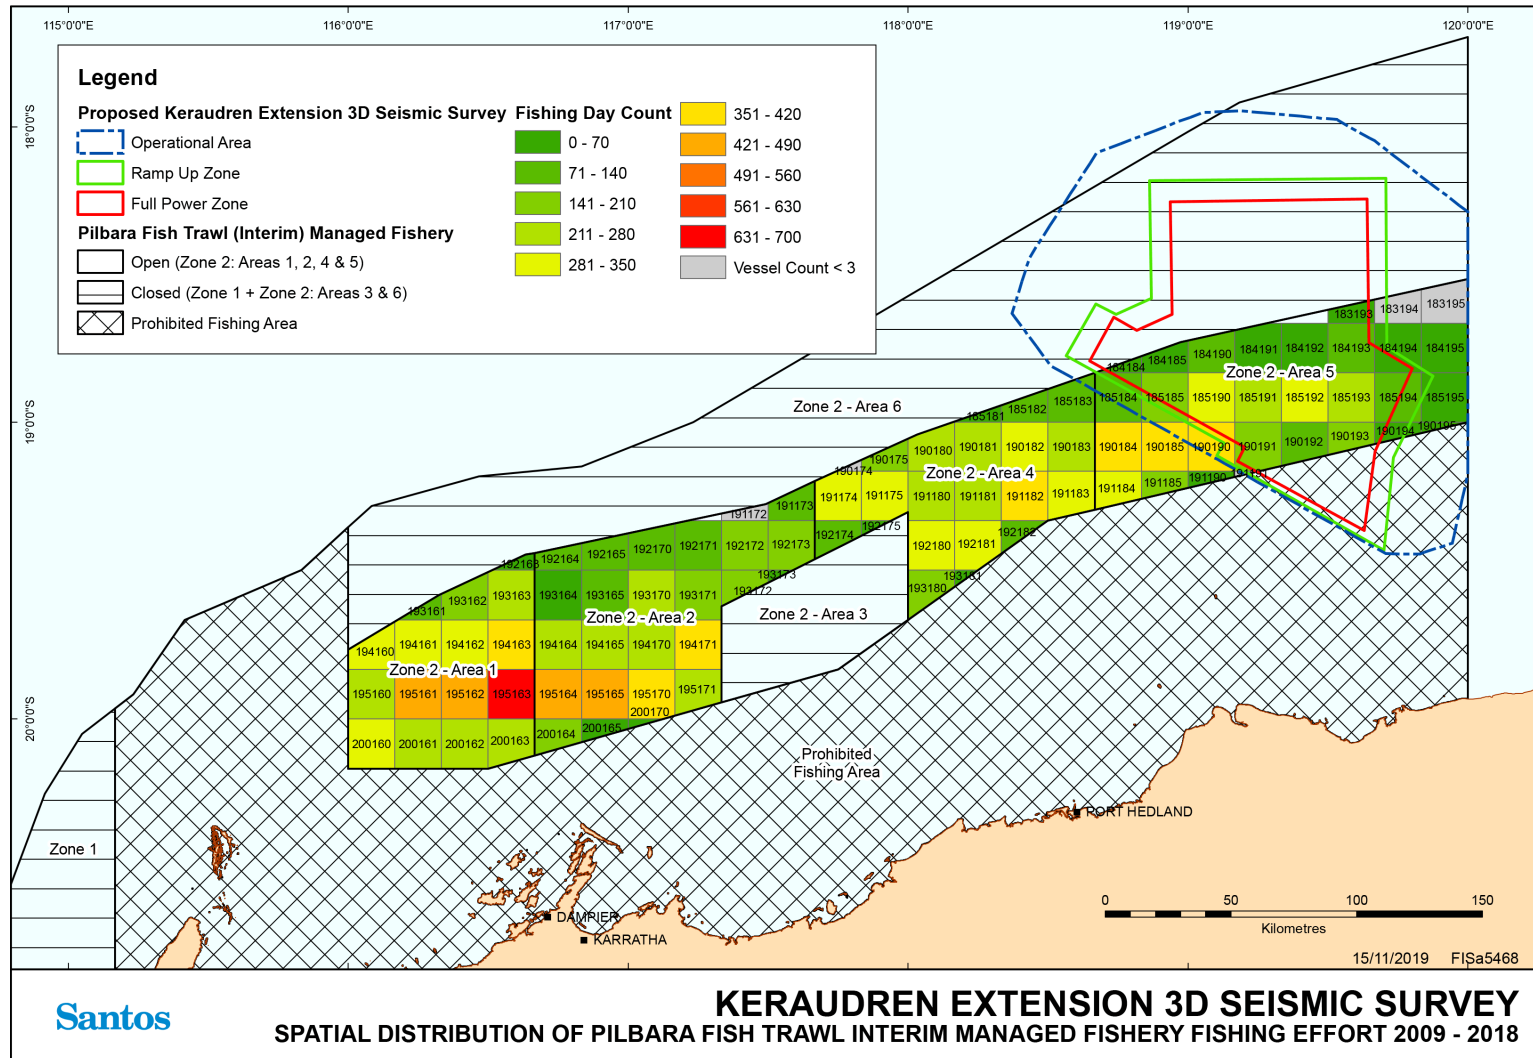 115°0'0"E 116°0'0"E 117°0'0"E 118°0'0"E 119°0'0"E 120°0'0"E
18°0'0"S
19°0'0"S
20°0'0"S
Legend
Proposed Keraudren Extension 3D Seismic Survey
Operational Area
Ramp Up Zone
Full Power Zone
Pilbara Fish Trawl (Interim) Managed Fishery
Open (Zone 2: Areas 1, 2, 4 & 5)
Closed (Zone 1 + Zone 2: Areas 3 & 6)
Prohibited Fishing Area
Fishing Day Count
0 - 70
71 - 140
141 - 210
211 - 280
281 - 350
351 - 420
421 - 490
491 - 560
561 - 630
631 - 700
Vessel Count < 3
183193 183194 183195
184184 184185 184190 184191 184192 184193 184194 184195
Zone 2 - Area 5
185181 185182 185183 185184 185185 185190 185191 185192 185193 185194 185195
Zone 2 - Area 6
190174 190175 190180 190181 190182 190183 190184 190185 190190 190191 190192 190193 190194 190195
Zone 2 - Area 4
191172 191173 191174 191175 191180 191181 191182 191183 191184 191185 191190 191191
192163 192164 192165 192170 192171 192172 192173 192174 192175 192180 192181 192182
193161 193162 193163 193164 193165 193170 193171 193172 193173 193180 193181
Zone 2 - Area 2
Zone 2 - Area 3
194160 194161 194162 194163 194164 194165 194170 194171
Zone 2 - Area 1
195160 195161 195162 195163 195164 195165 195170 195171
200160 200161 200162 200163 200164 200165 200170
Prohibited
Fishing Area
Zone 1
PORT HEDLAND
DAMPIER
KARRATHA
0 50 100 150
Kilometres
15/11/2019 FISa5468
Santos
KERAUDREN EXTENSION 3D SEISMIC SURVEY
SPATIAL DISTRIBUTION OF PILBARA FISH TRAWL INTERIM MANAGED FISHERY FISHING EFFORT 2009 - 2018